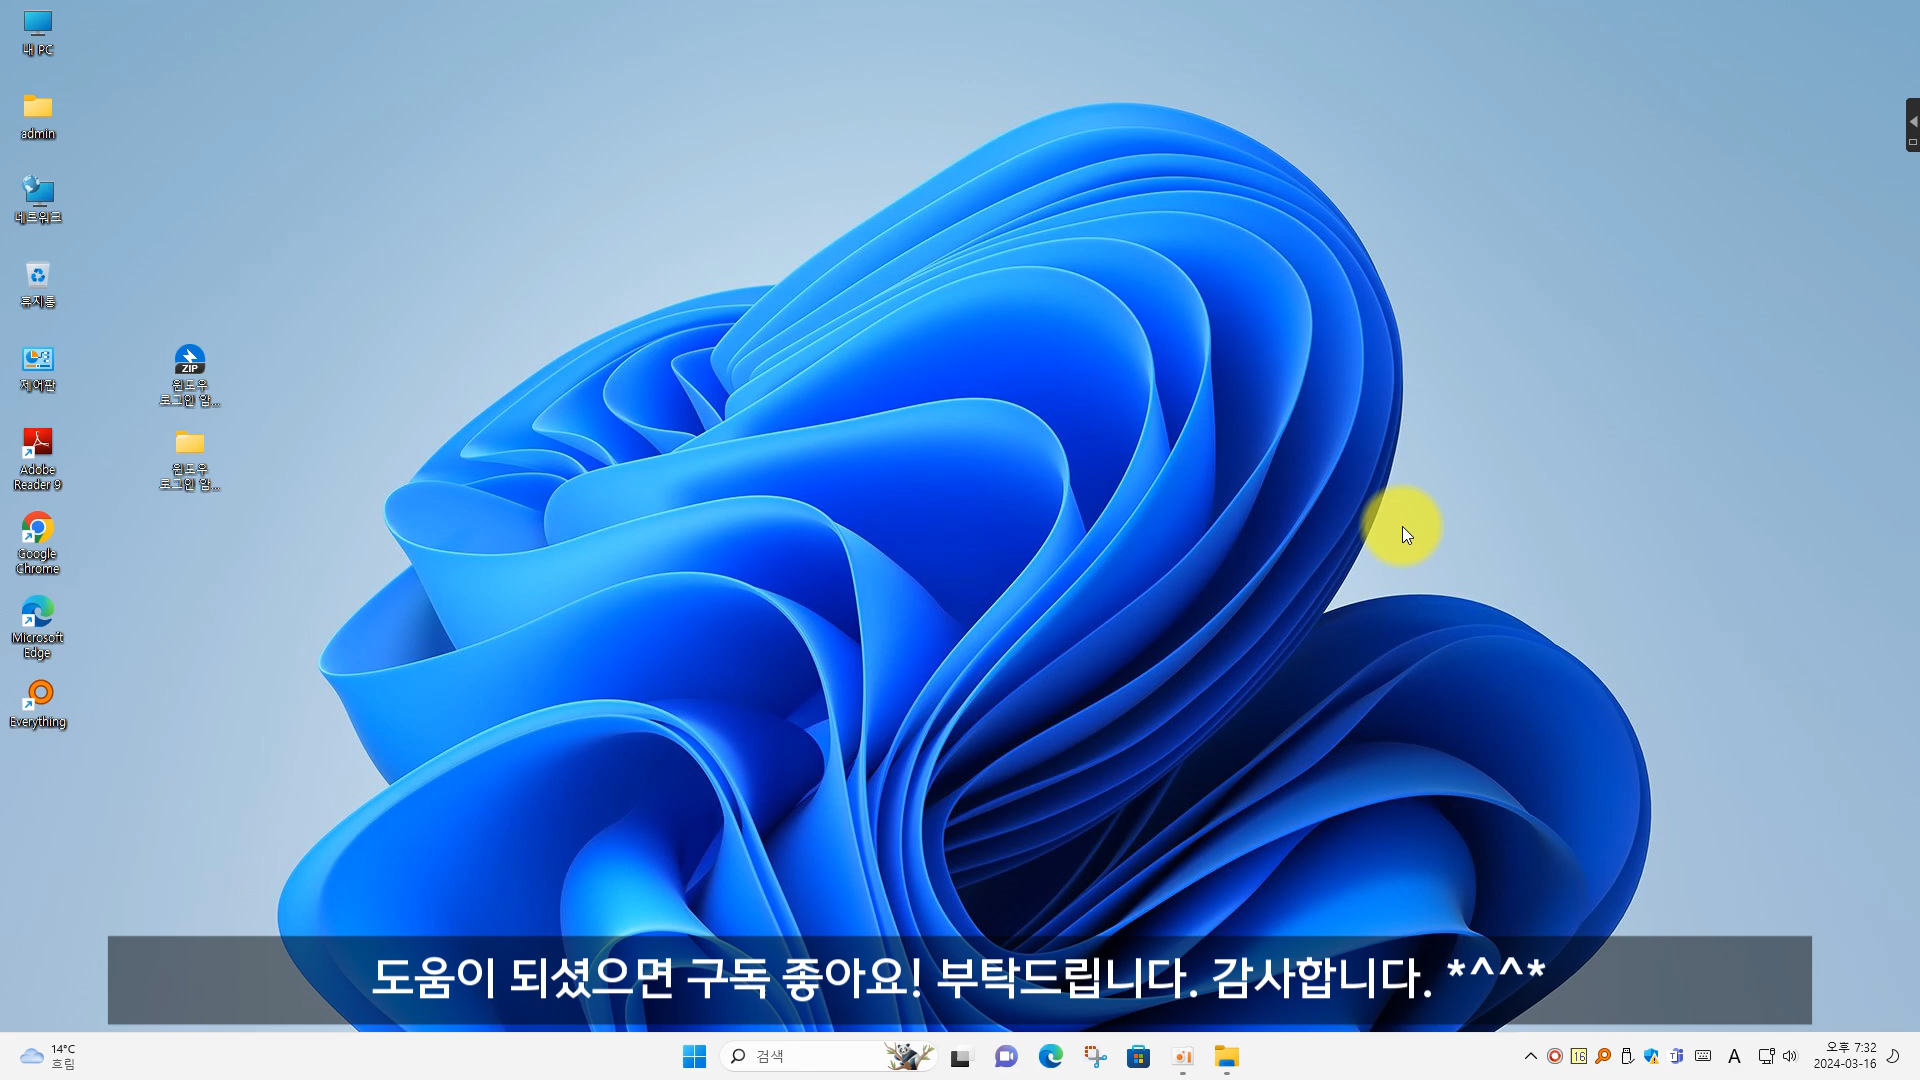 내 PC
admin
네트워크
휴지통
제어판
Adobe
Reader 9
Google
Chrome
Microsoft
Edge
Everything
ZIP
윈도우
로그인 암...
윈도우
로그인 암...
도움이 되셨으면 구독 좋아요! 부탁드립니다. 감사합니다. *^^^*
14°C
흐림
검색
16
A
오후 7:32
2024-03-16